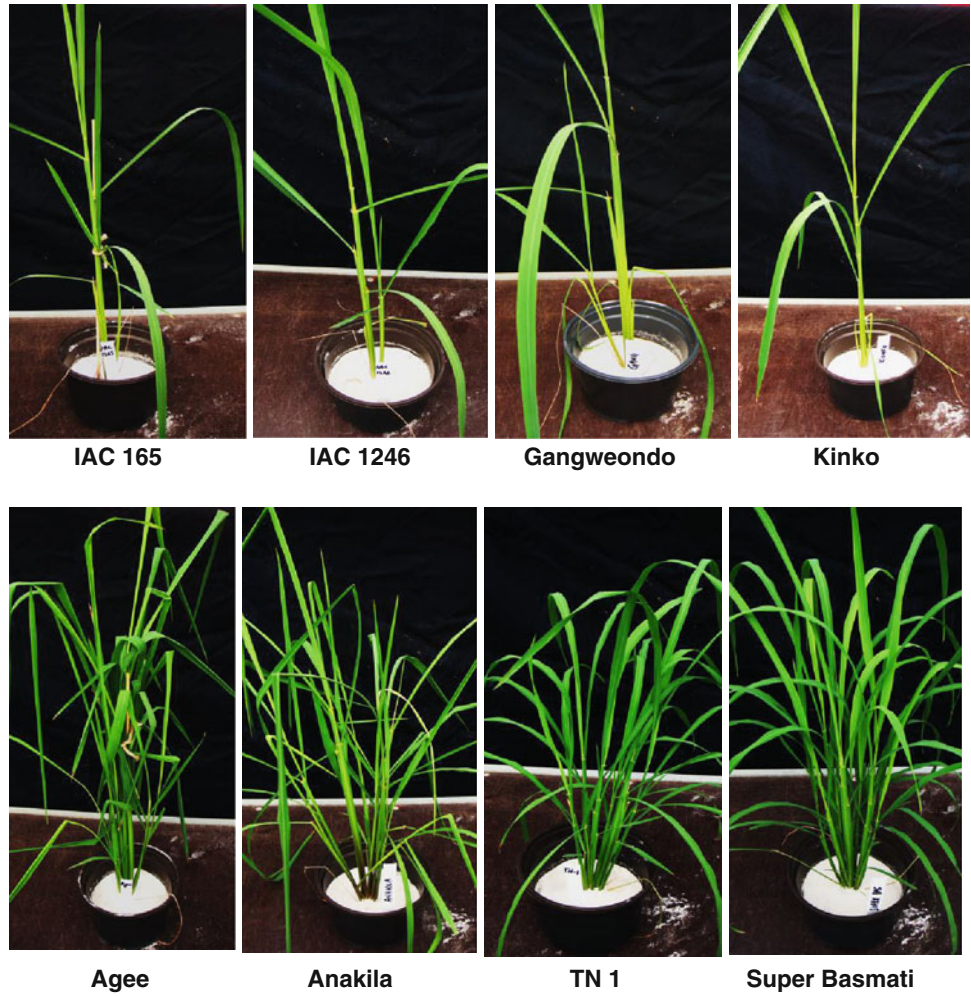 IAC 165
IAC 1246
Gangweondo
Kinko
Agee
Anakila
TN 1
Super Basmati